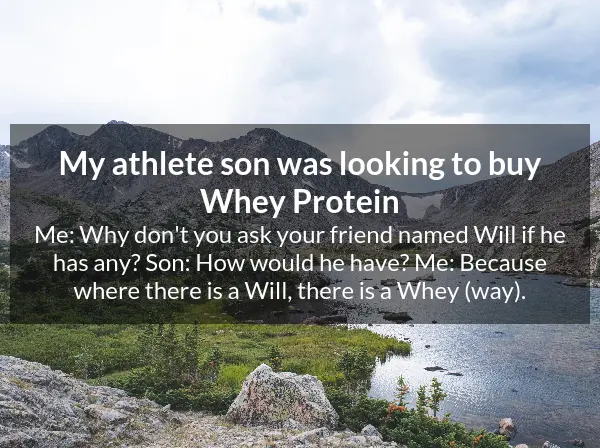 My athlete son was looking to buy
Whey Protein
Me: Why don't you ask your friend named Will if he
has any? Son: How would he have? Me: Because
where there is a Will, there is a Whey (way).